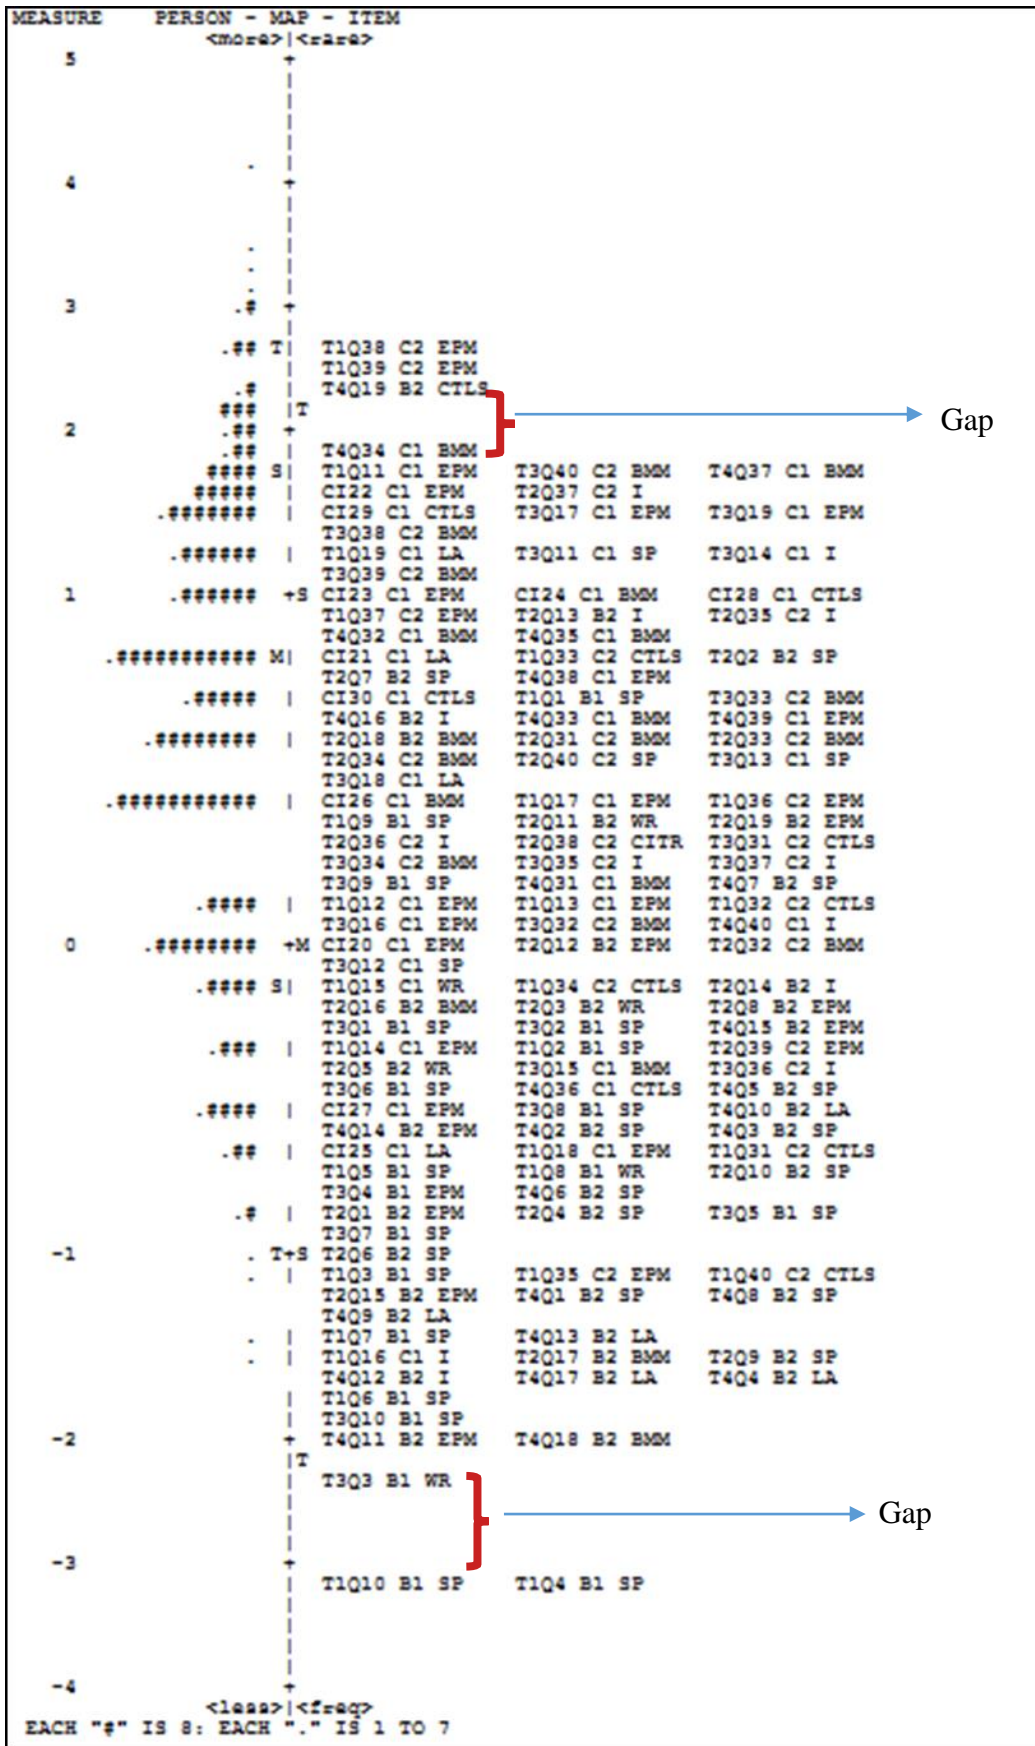 MEASURE PERSON - MAP - ITEM
<more>|<rare>
5 +
|
|
|
|
. |
4 +
|
|
. |
. |
. |
3 .# +
|
.## T| T1Q38 C2 EPM
| T1Q39 C2 EPM
.# | T4Q19 B2 CTLS
### |T
Gap
2 .## +
.## | T4Q34 C1 BMM
#### S| T1Q11 C1 EPM T3Q40 C2 BMM T4Q37 C1 BMM
##### | CI22 C1 EPM T2Q37 C2 I
.####### | CI29 C1 CTLS T3Q17 C1 EPM T3Q19 C1 EPM
T3Q38 C2 BMM
.###### | T1Q19 C1 LA T3Q11 C1 SP T3Q14 C1 I
T3Q39 C2 BMM
1 .###### +S CI23 C1 EPM CI24 C1 BMM CI28 C1 CTLS
T1Q37 C2 EPM T2Q13 B2 I T2Q35 C2 I
T4Q32 C1 BMM T4Q35 C1 BMM
.########### M| CI21 C1 LA T1Q33 C2 CTLS T2Q2 B2 SP
T2Q7 B2 SP T4Q38 C1 EPM
.##### | CI30 C1 CTLS T1Q1 B1 SP T3Q33 C2 BMM
T4Q16 B2 I T4Q33 C1 BMM T4Q39 C1 EPM
.######## | T2Q18 B2 BMM T2Q31 C2 BMM T2Q33 C2 BMM
T2Q34 C2 BMM T2Q40 C2 SP T3Q13 C1 SP
T3Q18 C1 LA
.########### | CI26 C1 BMM T1Q17 C1 EPM T1Q36 C2 EPM
T1Q9 B1 SP T2Q11 B2 WR T2Q19 B2 EPM
T2Q36 C2 I T2Q38 C2 CITR T3Q31 C2 CTLS
T3Q34 C2 BMM T3Q35 C2 I T3Q37 C2 I
T3Q9 B1 SP T4Q31 C1 BMM T4Q7 B2 SP
.#### | T1Q12 C1 EPM T1Q13 C1 EPM T1Q32 C2 CTLS
T3Q16 C1 EPM T3Q32 C2 BMM T4Q40 C1 I
0 .######## +M CI20 C1 EPM T2Q12 B2 EPM T2Q32 C2 BMM
T3Q12 C1 SP
.#### S| T1Q15 C1 WR T1Q34 C2 CTLS T2Q14 B2 I
T2Q16 B2 BMM T2Q3 B2 WR T2Q8 B2 EPM
T3Q1 B1 SP T3Q2 B1 SP T4Q15 B2 EPM
.### | T1Q14 C1 EPM T1Q2 B1 SP T2Q39 C2 EPM
T2Q5 B2 WR T3Q15 C1 BMM T3Q36 C2 I
T3Q6 B1 SP T4Q36 C1 CTLS T4Q5 B2 SP
.#### | CI27 C1 EPM T3Q8 B1 SP T4Q10 B2 LA
T4Q14 B2 EPM T4Q2 B2 SP T4Q3 B2 SP
.## | CI25 C1 LA T1Q18 C1 EPM T1Q31 C2 CTLS
T1Q5 B1 SP T1Q8 B1 WR T2Q10 B2 SP
T3Q4 B1 EPM T4Q6 B2 SP
.# | T2Q1 B2 EPM T2Q4 B2 SP T3Q5 B1 SP
T3Q7 B1 SP
-1 . T+S T2Q6 B2 SP
. | T1Q3 B1 SP T1Q35 C2 EPM T1Q40 C2 CTLS
T2Q15 B2 EPM T4Q1 B2 SP T4Q8 B2 SP
T4Q9 B2 LA
. | T1Q7 B1 SP T4Q13 B2 LA
. | T1Q16 C1 I T2Q17 B2 BMM T2Q9 B2 SP
T4Q12 B2 I T4Q17 B2 LA T4Q4 B2 LA
| T1Q6 B1 SP
| T3Q10 B1 SP
-2 + T4Q11 B2 EPM T4Q18 B2 BMM
|T
| T3Q3 B1 WR
|
Gap
|
|
-3 +
| T1Q10 B1 SP T1Q4 B1 SP
|
|
|
|
-4 +
<less>|<freq>
EACH "#" IS 8: EACH "." IS 1 TO 7